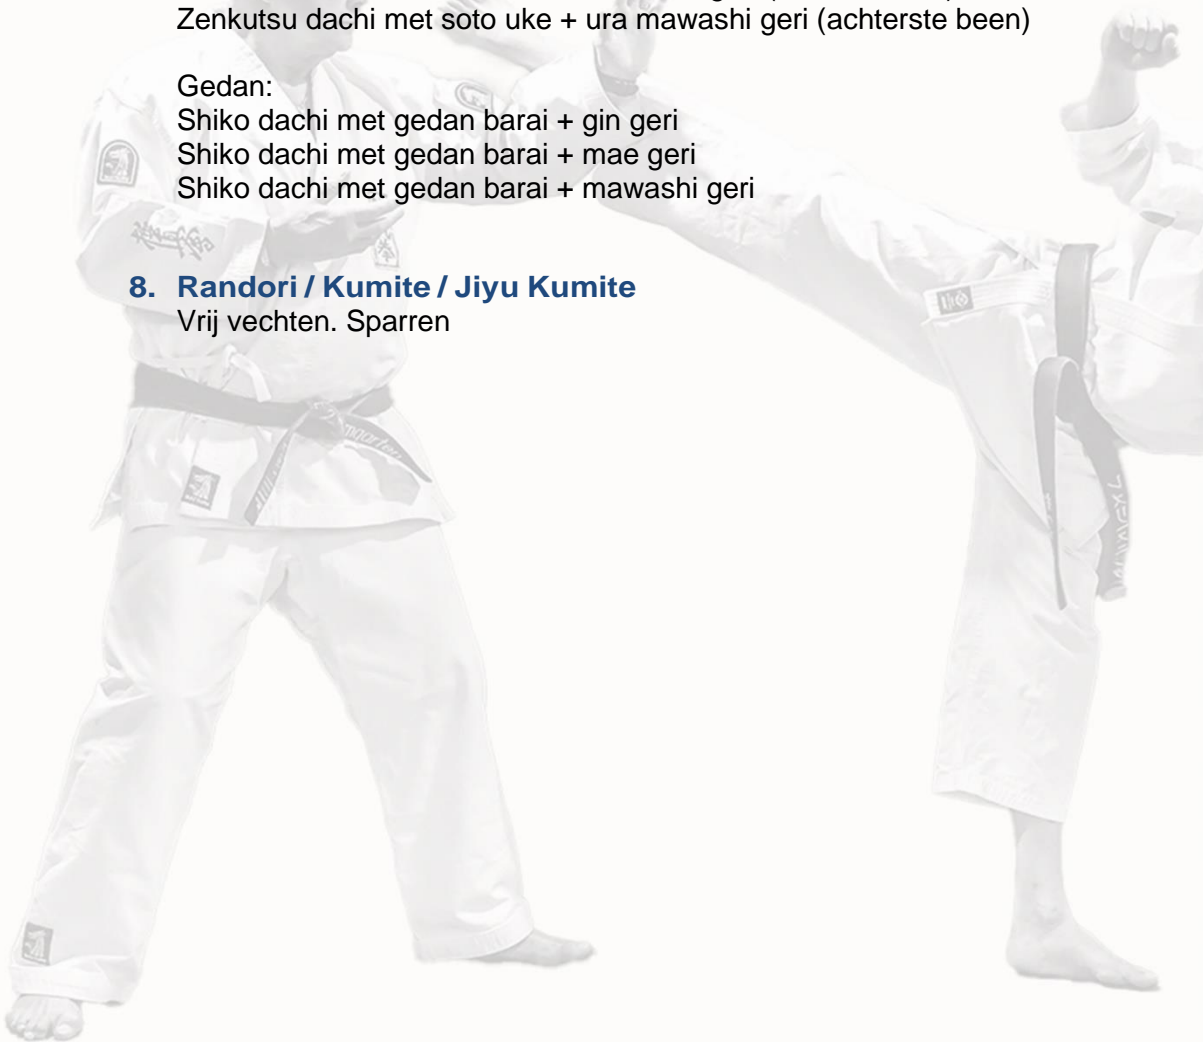 Zenkutsu dachi met soto uke + ura mawashi geri (achterste been)
Gedan:
Shiko dachi met gedan barai + gin geri
Shiko dachi met gedan barai + mae geri
Shiko dachi met gedan barai + mawashi geri
8. Randori / Kumite / Jiyu Kumite
Vrij vechten. Sparren